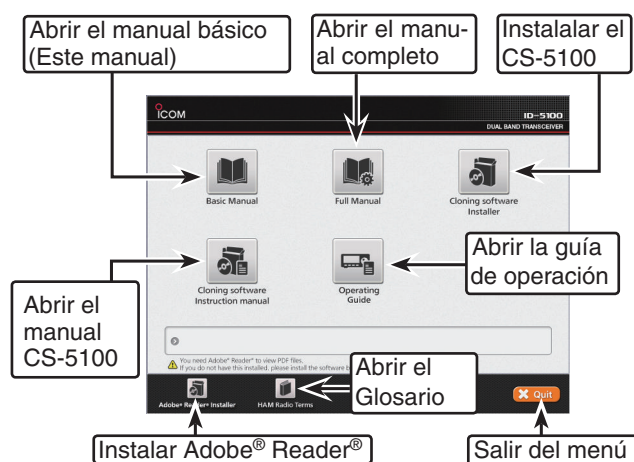 Abrir el manual básico
(Este manual)
Abrir el manu-
al completo
Instalalar el
CS-5100
ICOM
ID-5100
DUAL BAND TRANSCEIVER
Basic Manual
Full Manual
Cloning software
Installer
Cloning software
Instruction manual
Operating
Guide
Abrir la guía
de operación
Abrir el
manual
CS-5100
You need Adobe® Reader® to view PDF files.
If you do not have this installed, please install the software
Abrir el
Glosario
Adobe® Reader® Installer
HAM Radio Terms
Quit
Instalar Adobe® Reader®
Salir del menú